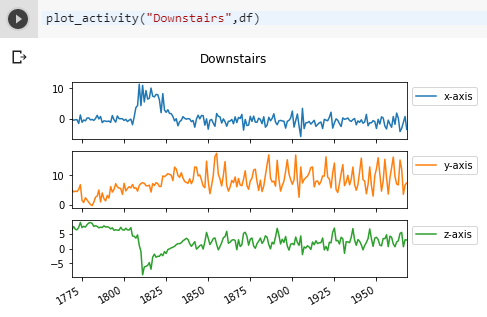 plot_activity("Downstairs",df)
Downstairs
10
0
x-axis
10
0
y-axis
5
0
−5
z-axis
1775 1800 1825 1850 1875 1900 1925 1950